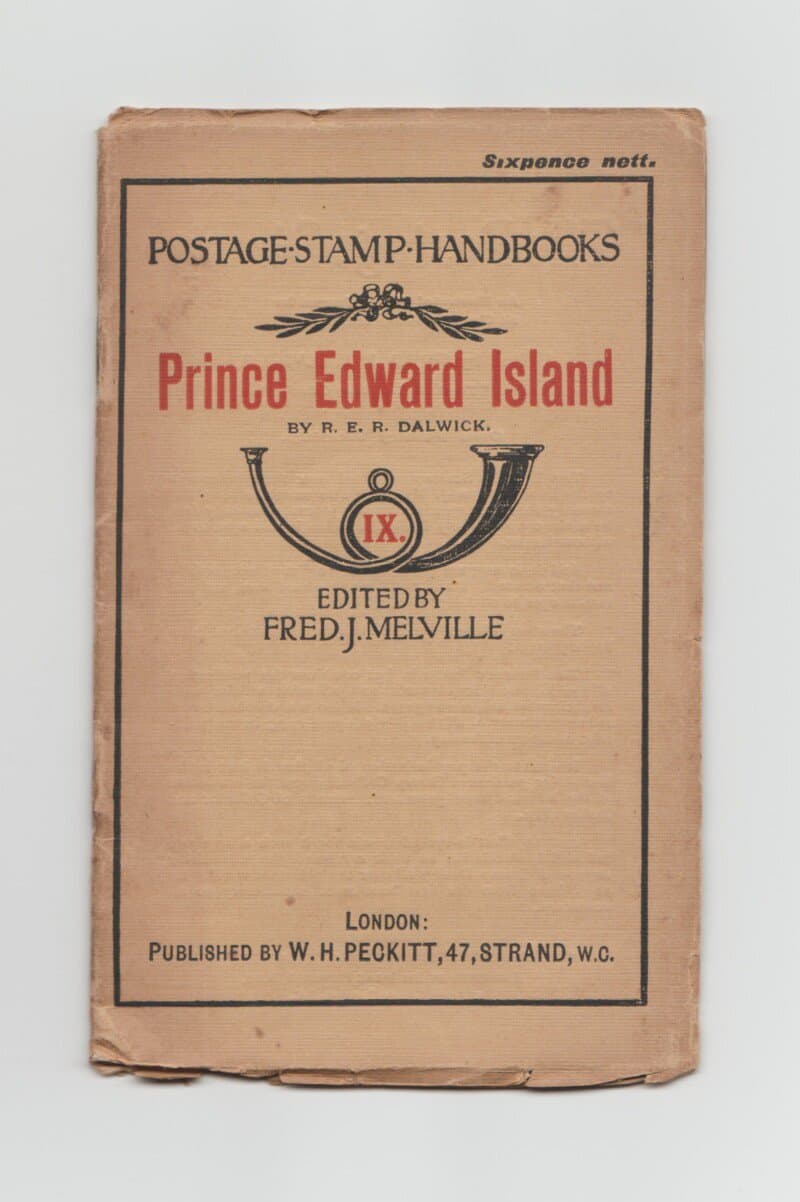 Sixpence nett.
POSTAGE·STAMP·HANDBOOKS
Prince Edward Island
BY R. E. R. DALWICK.
IX.
EDITED BY
FRED. J. MELVILLE
LONDON:
PUBLISHED BY W. H. PECKITT, 47, STRAND, W.C.